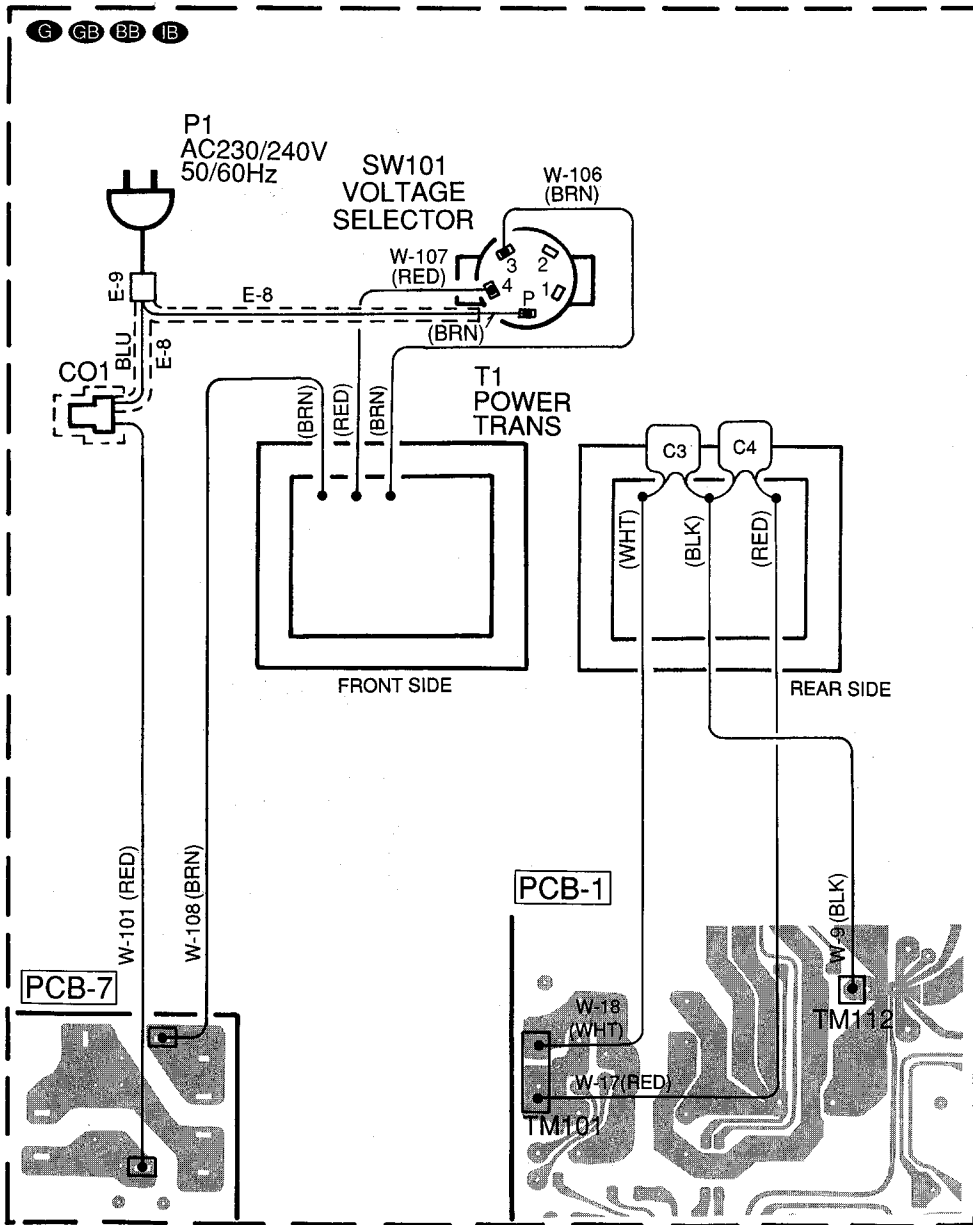 G GB BB IB
P1
AC230/240V
50/60Hz
SW101
VOLTAGE
SELECTOR
W-106
(BRN)
W-107
(RED)
3
2
4
1
P
E-9
E-8
(BRN)
BLU
E-8
CO1
T1
POWER
TRANS
(BRN)
(RED)
(BRN)
C3
C4
(WHT)
(BLK)
(RED)
FRONT SIDE
REAR SIDE
W-101 (RED)
W-108 (BRN)
PCB-1
W-9 (BLK)
PCB-7
W-18
(WHT)
TM112
W-17(RED)
TM101